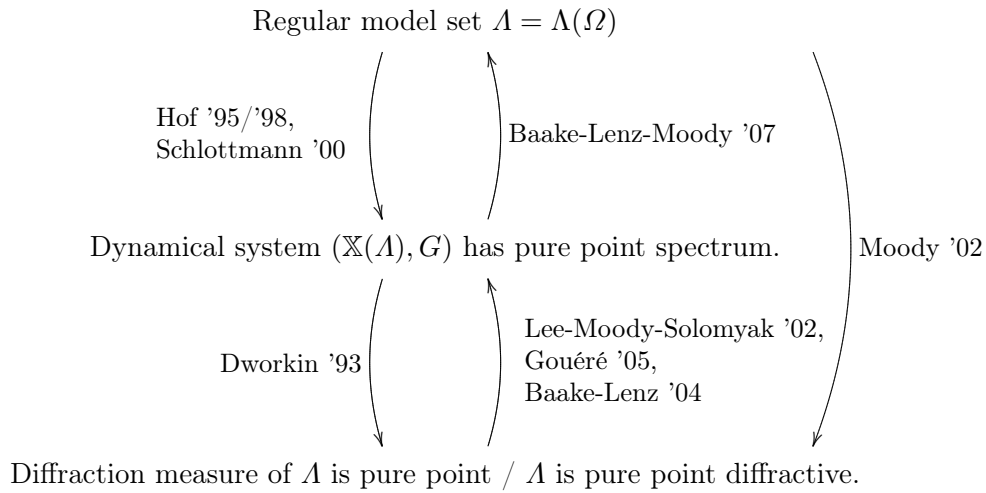 Regular model set Λ = Λ(Ω)
Hof '95/'98,
Schlottmann '00
Baake-Lenz-Moody '07
Dynamical system (𝕏(Λ), G) has pure point spectrum.
Moody '02
Dworkin '93
Lee-Moody-Solomyak '02,
Gouéré '05,
Baake-Lenz '04
Diffraction measure of Λ is pure point / Λ is pure point diffractive.